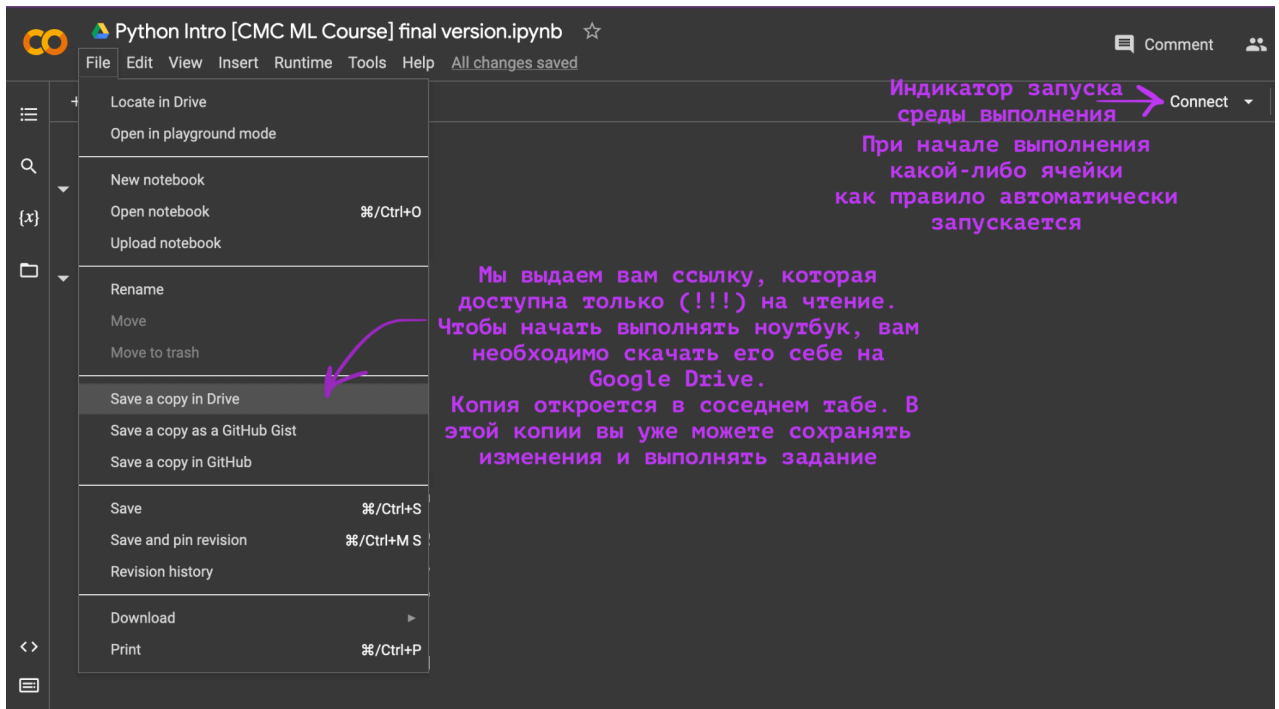 Python Intro [CMC ML Course] final version.ipynb
File Edit View Insert Runtime Tools Help All changes saved
Comment
Locate in Drive
Open in playground mode
New notebook
Open notebook ⌘/Ctrl+O
Upload notebook
Rename
Move
Move to trash
Save a copy in Drive
Save a copy as a GitHub Gist
Save a copy in GitHub
Save ⌘/Ctrl+S
Save and pin revision ⌘/Ctrl+M S
Revision history
Download
Print ⌘/Ctrl+P
{x}
Индикатор запуска
среды выполнения
Connect
При начале выполнения
какой-либо ячейки
как правило автоматически
запускается
Мы выдаем вам ссылку, которая
доступна только (!!!) на чтение.
Чтобы начать выполнять ноутбук, вам
необходимо скачать его себе на
Google Drive.
Копия откроется в соседнем табе. В
этой копии вы уже можете сохранять
изменения и выполнять задание